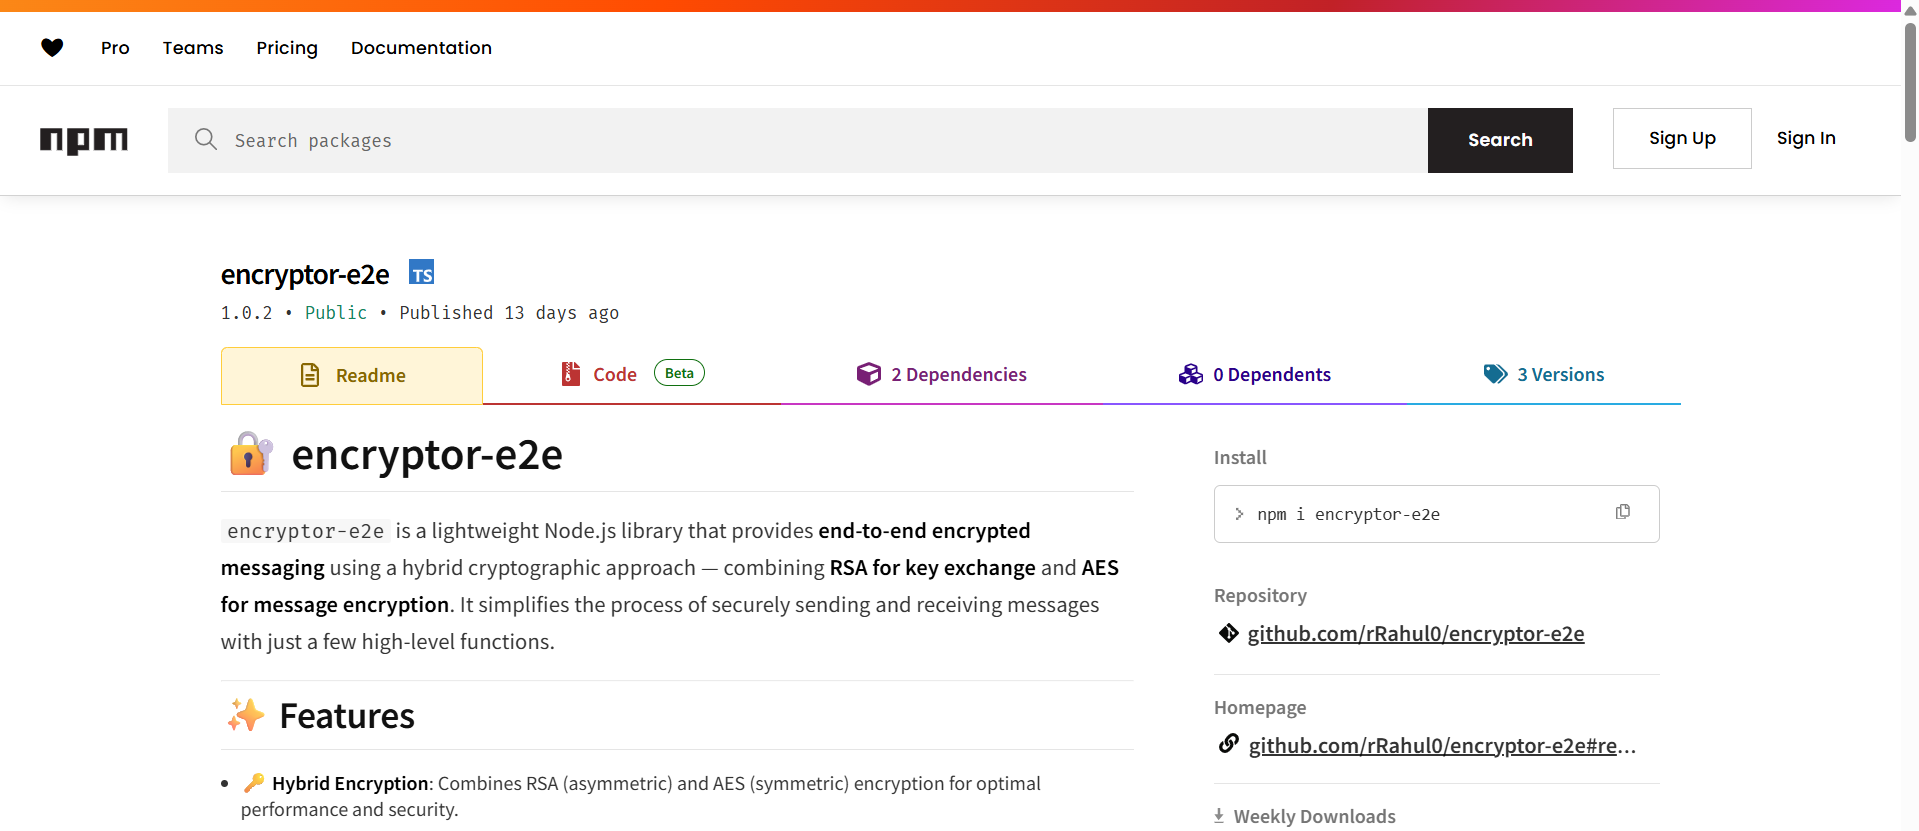 Pro Teams Pricing Documentation
npm Search packages Search Sign Up Sign In
encryptor-e2e TS
1.0.2 • Public • Published 13 days ago
Readme Code Beta 2 Dependencies 0 Dependents 3 Versions
🔐 encryptor-e2e
encryptor-e2e is a lightweight Node.js library that provides end-to-end encrypted
messaging using a hybrid cryptographic approach — combining RSA for key exchange and AES
for message encryption. It simplifies the process of securely sending and receiving messages
with just a few high-level functions.
✨ Features
• 🔑 Hybrid Encryption: Combines RSA (asymmetric) and AES (symmetric) encryption for optimal
performance and security.
Install
> npm i encryptor-e2e
Repository
github.com/rRahul0/encryptor-e2e
Homepage
github.com/rRahul0/encryptor-e2e#re...
Weekly Downloads